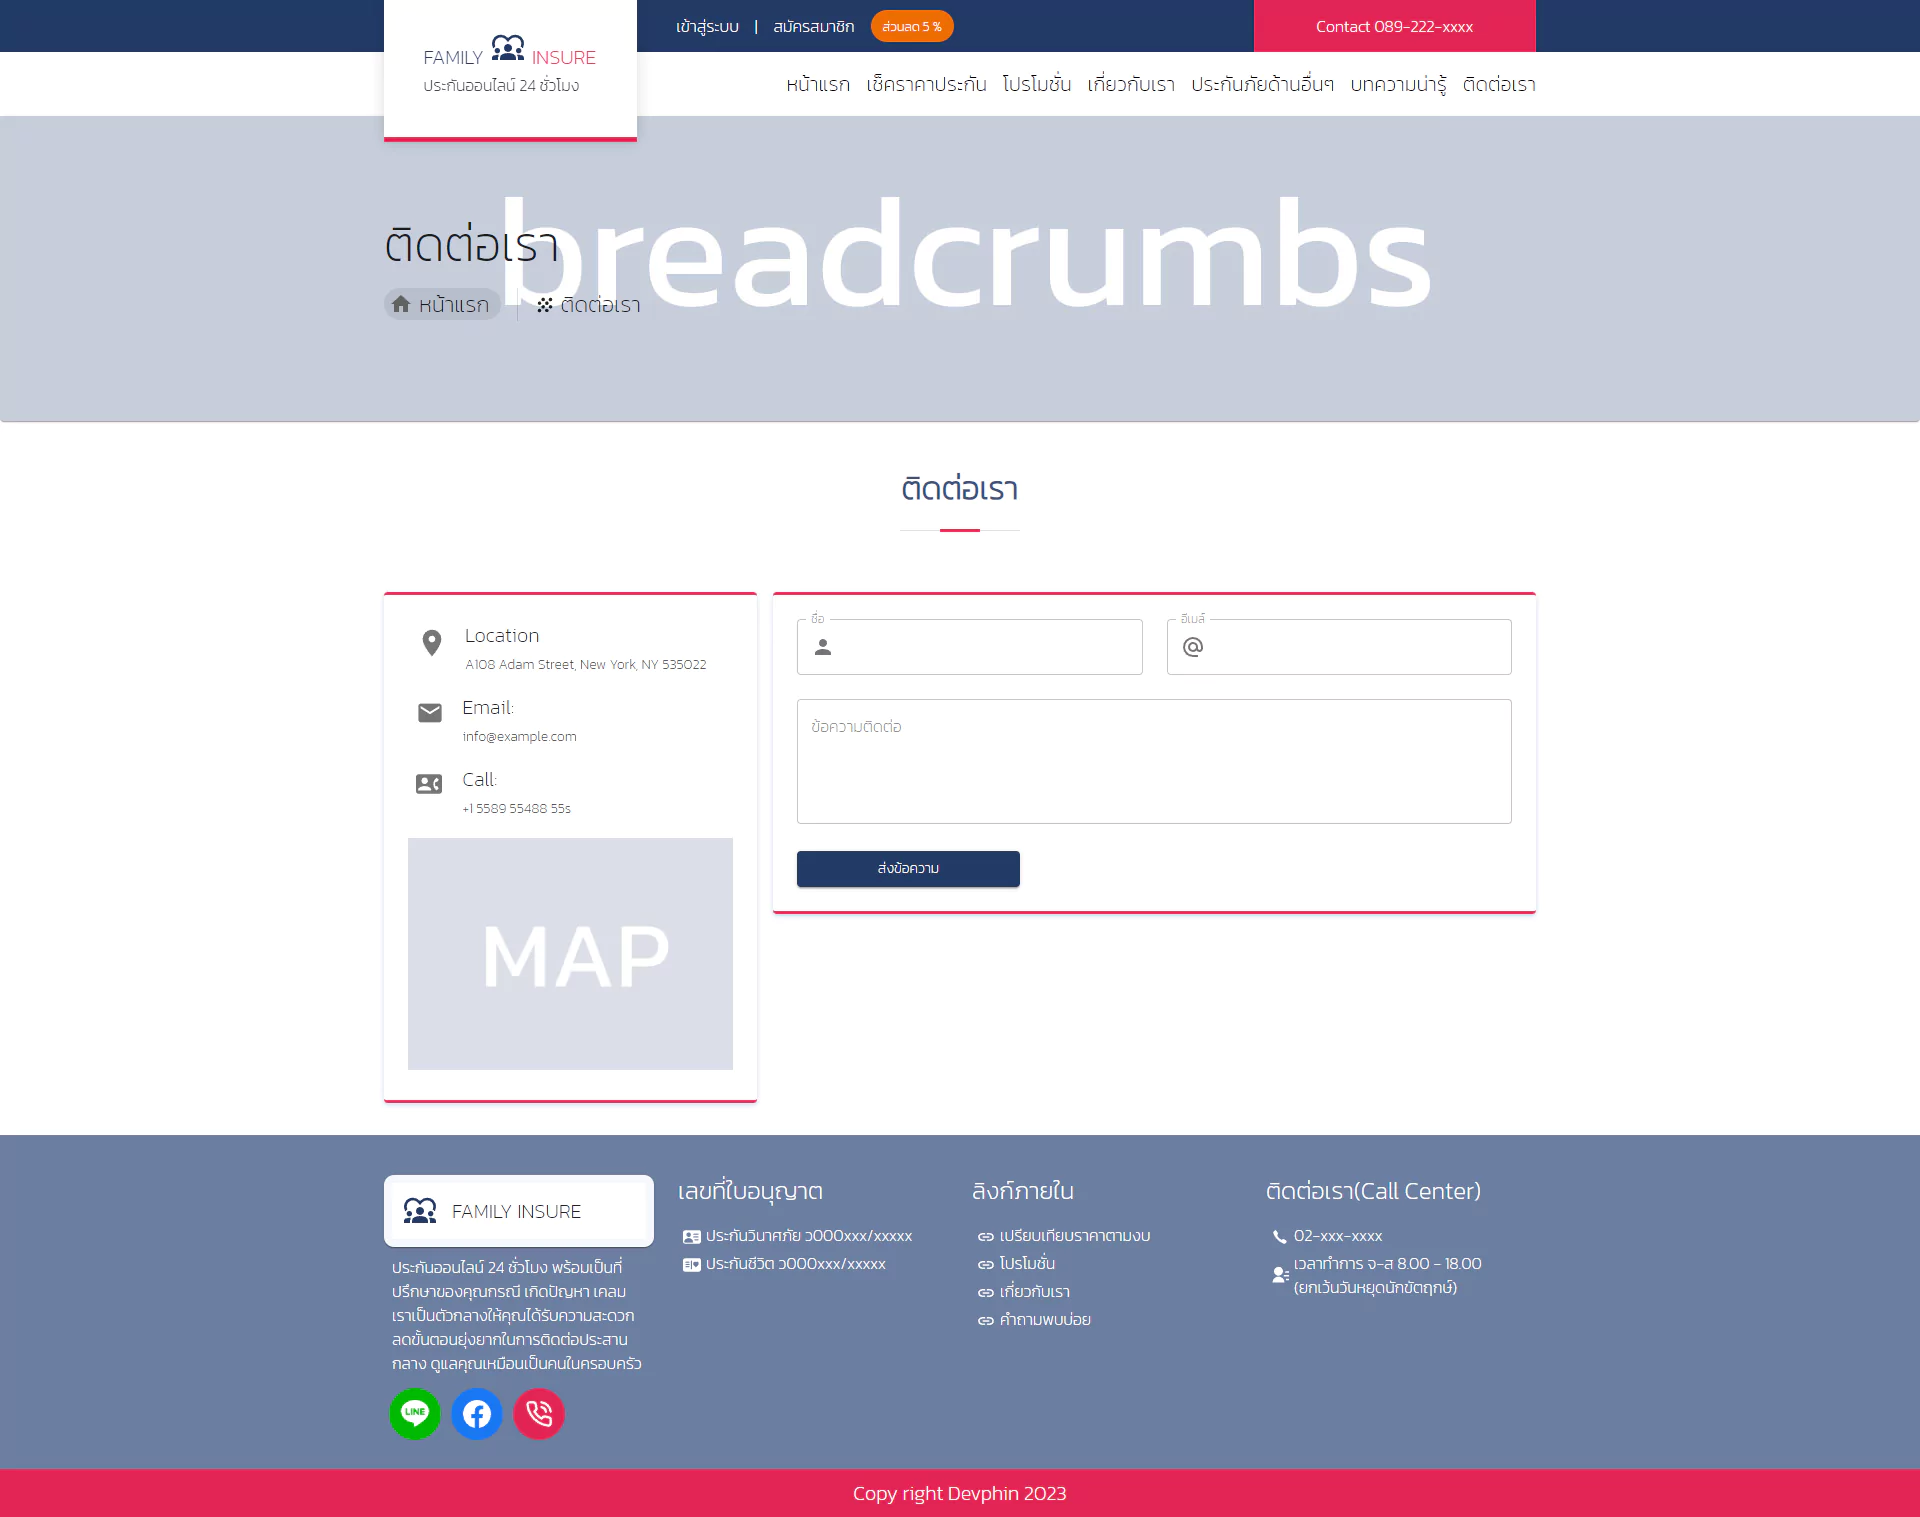 เข้าสู่ระบบ | สมัครสมาชิก ส่วนลด 5 % Contact 089-222-xxxx
FAMILY INSURE
ประกันออนไลน์ 24 ชั่วโมง
หน้าแรก เช็คราคาประกัน โปรโมชั่น เกี่ยวกับเรา ประกันภัยด้านอื่นๆ บทความน่ารู้ ติดต่อเรา
breadcrumbs
ติดต่อเรา
หน้าแรก ติดต่อเรา
ติดต่อเรา
Location
A108 Adam Street, New York, NY 535022
Email:
info@example.com
Call:
+1 5589 55488 55s
MAP
ชื่อ
อีเมล์
ข้อความติดต่อ
ส่งข้อความ
FAMILY INSURE
ประกันออนไลน์ 24 ชั่วโมง พร้อมเป็นที่
ปรึกษาของคุณกรณี เกิดปัญหา เคลม
เราเป็นตัวกลางให้คุณได้รับความสะดวก
ลดขั้นตอนยุ่งยากในการติดต่อประสาน
กลาง ดูแลคุณเหมือนเป็นคนในครอบครัว
LINE
เลขที่ใบอนุญาต
ประกันวินาศภัย ว000xxx/xxxxx
ประกันชีวิต ว000xxx/xxxxx
ลิงก์ภายใน
เปรียบเทียบราคาตามงบ
โปรโมชั่น
เกี่ยวกับเรา
คำถามพบบ่อย
ติดต่อเรา(Call Center)
02-xxx-xxxx
เวลาทำการ จ-ส 8.00 - 18.00
(ยกเว้นวันหยุดนักขัตฤกษ์)
Copy right Devphin 2023